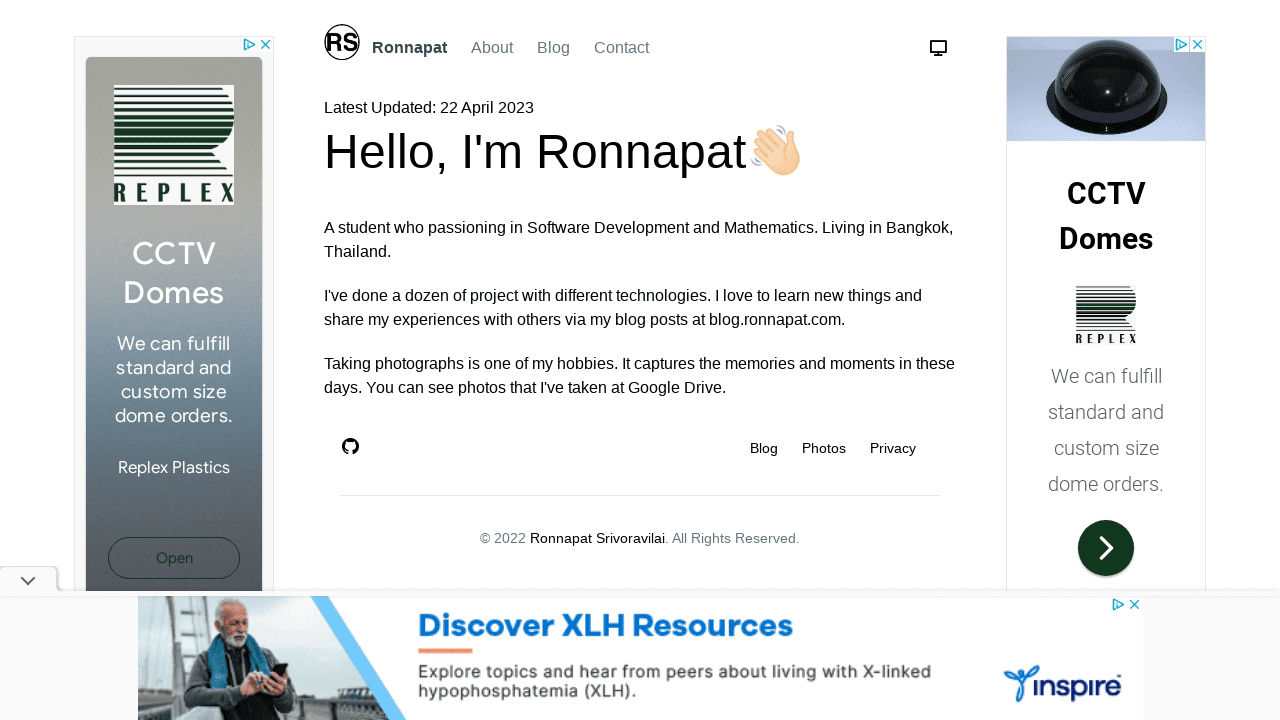 RS
Ronnapat About Blog Contact
Latest Updated: 22 April 2023
Hello, I'm Ronnapat👋🏻
A student who passioning in Software Development and Mathematics. Living in Bangkok,
Thailand.
I've done a dozen of project with different technologies. I love to learn new things and
share my experiences with others via my blog posts at blog.ronnapat.com.
Taking photographs is one of my hobbies. It captures the memories and moments in these
days. You can see photos that I've taken at Google Drive.
Blog Photos Privacy
© 2022 Ronnapat Srivoravilai. All Rights Reserved.
REPLEX
CCTV
Domes
We can fulfill
standard and
custom size
dome orders.
Replex Plastics
Open
CCTV
Domes
REPLEX
We can fulfill
standard and
custom size
dome orders.
Discover XLH Resources
Explore topics and hear from peers about living with X-linked
hypophosphatemia (XLH).
inspire